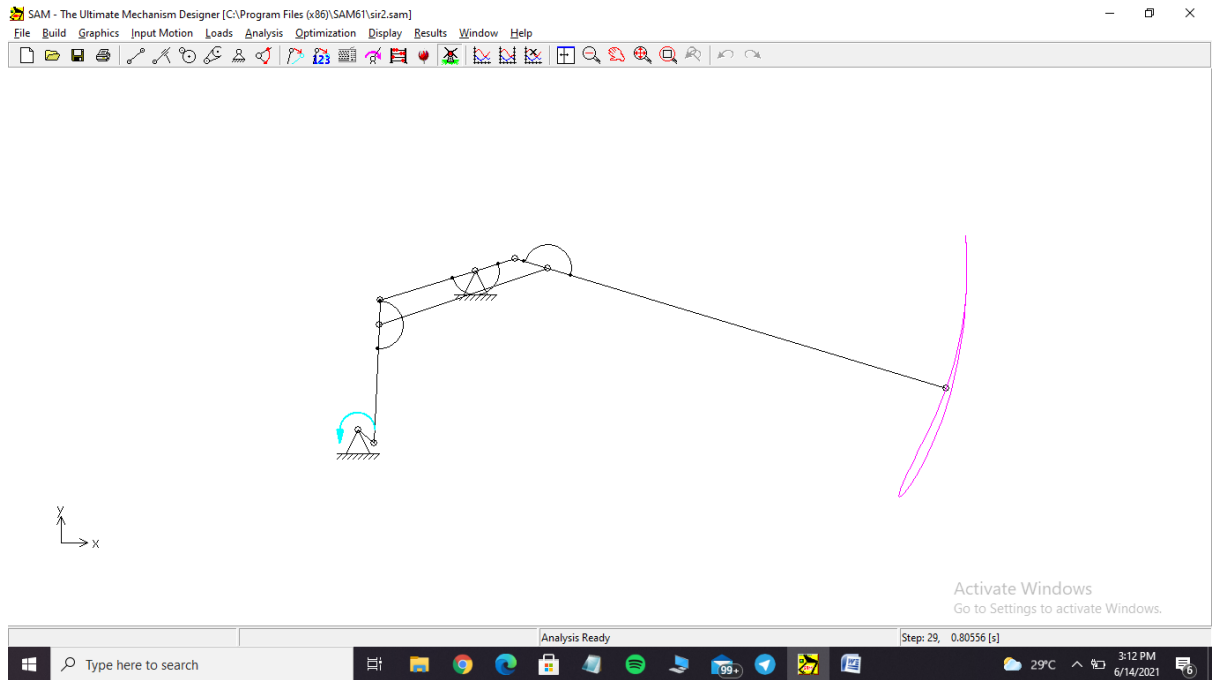 SAM - The Ultimate Mechanism Designer [C:\Program Files (x86)\SAM61\sir2.sam]
File Build Graphics Input Motion Loads Analysis Optimization Display Results Window Help
123
y
x
Activate Windows
Go to Settings to activate Windows.
Analysis Ready
Step: 29, 0.80556 [s]
Type here to search
99+
29°C
3:12 PM
6/14/2021
6